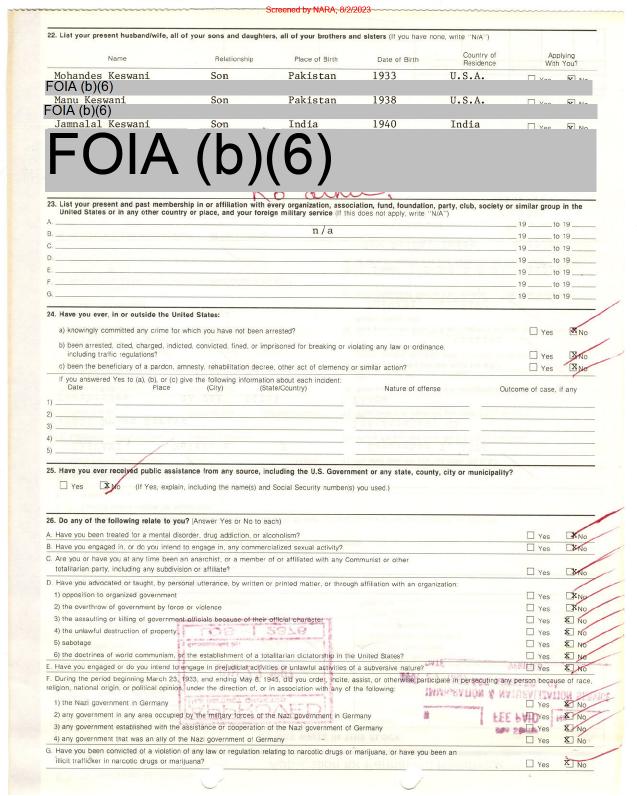 Screened by NARA, 8/2/2023
22. List your present husband/wife, all of your sons and daughters, all of your brothers and sisters (If you have none, write "N/A")
Name Relationship Place of Birth Date of Birth Country of Residence Applying With You?
Mohandes Keswani Son Pakistan 1933 U.S.A. Yes No
FOIA (b)(6)
Manu Keswani Son Pakistan 1938 U.S.A. Yes No
FOIA (b)(6)
Jamnalal Keswani Son India 1940 India Yes No
FOIA (b)(6)
No other.
23. List your present and past membership in or affiliation with every organization, association, fund, foundation, party, club, society or similar group in the
United States or in any other country or place, and your foreign military service (If this does not apply, write "N/A")
A. 19 to 19
B. n/a 19 to 19
C. 19 to 19
D. 19 to 19
E. 19 to 19
F. 19 to 19
G. 19 to 19
24. Have you ever, in or outside the United States:
a) knowingly committed any crime for which you have not been arrested? Yes X No
b) been arrested, cited, charged, indicted, convicted, fined, or imprisoned for breaking or violating any law or ordinance,
including traffic regulations? Yes X No
c) been the beneficiary of a pardon, amnesty, rehabilitation decree, other act of clemency or similar action? Yes X No
If you answered Yes to (a), (b), or (c) give the following information about each incident:
Date Place (City) (State/Country) Nature of offense Outcome of case, if any
1)
2)
3)
4)
5)
25. Have you ever received public assistance from any source, including the U.S. Government or any state, county, city or municipality?
Yes X No (If Yes, explain, including the name(s) and Social Security number(s) you used.)
26. Do any of the following relate to you? (Answer Yes or No to each)
A. Have you been treated for a mental disorder, drug addiction, or alcoholism? Yes X No
B. Have you engaged in, or do you intend to engage in, any commercialized sexual activity? Yes X No
C. Are you or have you at any time been an anarchist, or a member of or affiliated with any Communist or other
totalitarian party, including any subdivision or affiliate? Yes X No
D. Have you advocated or taught, by personal utterance, by written or printed matter, or through affiliation with an organization:
1) opposition to organized government Yes X No
2) the overthrow of government by force or violence Yes X No
3) the assaulting or killing of government officials because of their official character Yes X No
4) the unlawful destruction of property Yes X No
5) sabotage Yes X No
6) the doctrines of world communism, or the establishment of a totalitarian dictatorship in the United States? Yes X No
E. Have you engaged or do you intend to engage in prejudicial activities or unlawful activities of a subversive nature? Yes X No
F. During the period beginning March 23, 1933, and ending May 8, 1945, did you order, incite, assist, or otherwise participate in persecuting any person because of race,
religion, national origin, or political opinion, under the direction of, or in association with any of the following:
1) the Nazi government in Germany Yes X No
2) any government in any area occupied by the military forces of the Nazi government in Germany Yes X No
3) any government established with the assistance or cooperation of the Nazi government of Germany Yes X No
4) any government that was an ally of the Nazi government of Germany Yes X No
G. Have you been convicted of a violation of any law or regulation relating to narcotic drugs or marijuana, or have you been an
illicit trafficker in narcotic drugs or marijuana? Yes X No
IMMIGRATION & NATURALIZATION SERVICE
FEE PAID